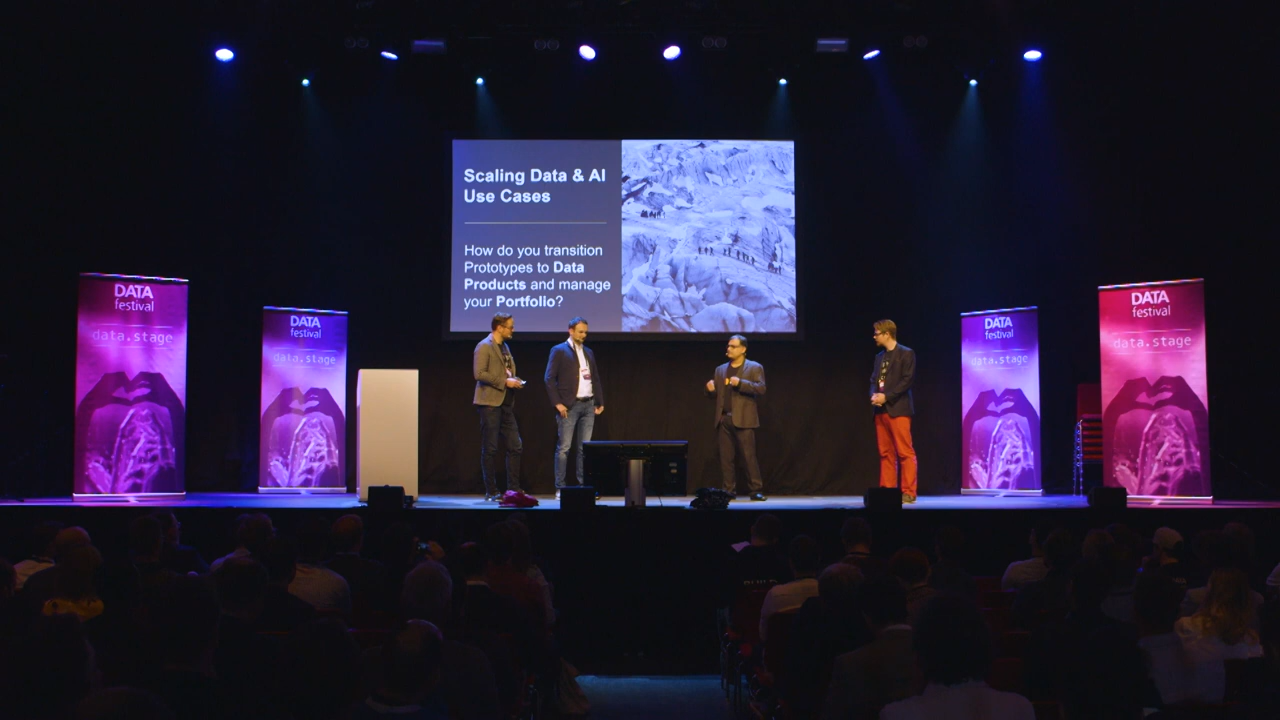 Scaling Data & AI
Use Cases
How do you transition
Prototypes to Data
Products and manage
your Portfolio?
DATA
festival
data.stage
DATA
festival
data.stage
DATA
festival
data.stage
DATA
festival
data.stage